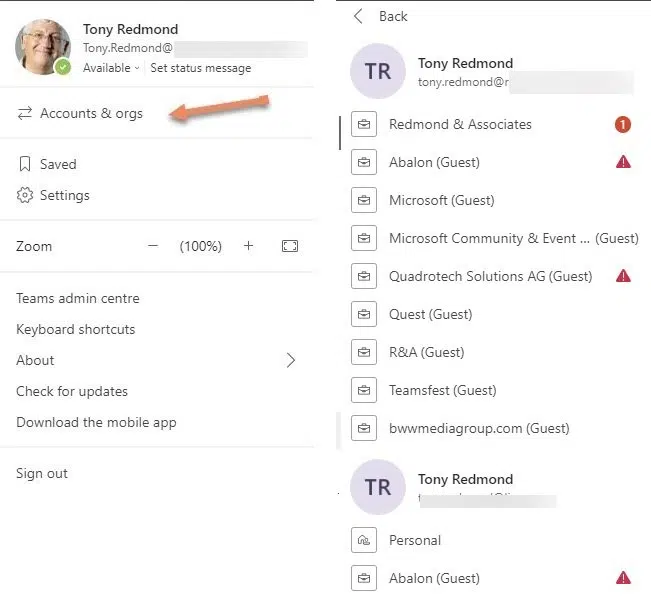 Tony Redmond
Tony.Redmond@
Available
Set status message
Accounts & orgs
Saved
Settings
Zoom
(100%)
Teams admin centre
Keyboard shortcuts
About
Check for updates
Download the mobile app
Sign out
Back
TR
Tony Redmond
tony.redmond@r
Redmond & Associates
1
Abalon (Guest)
Microsoft (Guest)
Microsoft Community & Event ... (Guest)
Quadrotech Solutions AG (Guest)
Quest (Guest)
R&A (Guest)
Teamsfest (Guest)
bwwmediagroup.com (Guest)
TR
Tony Redmond
Personal
Abalon (Guest)